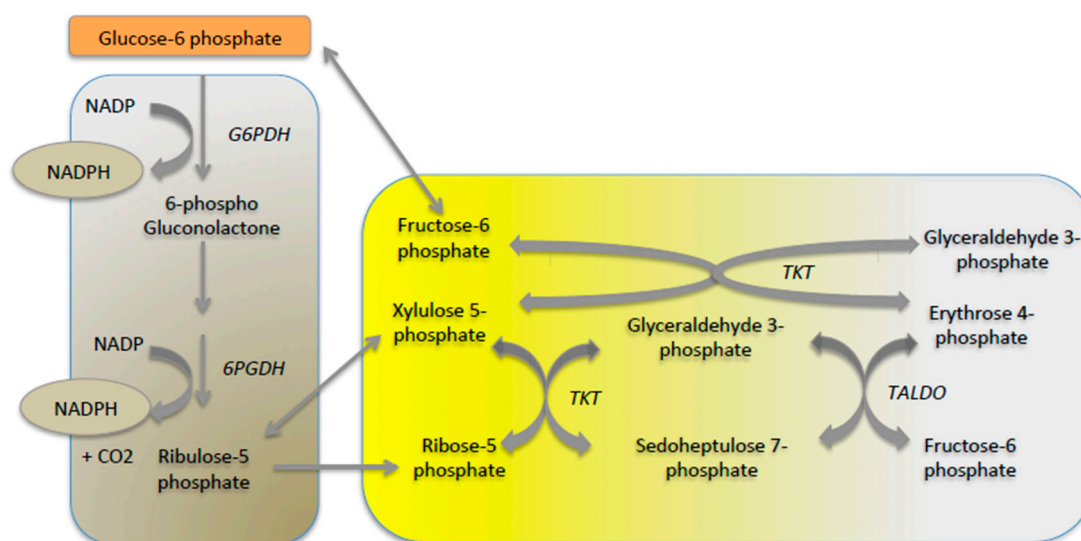 Glucose-6 phosphate
NADP
G6PDH
NADPH
6-phospho
Gluconolactone
NADP
6PGDH
NADPH
+ CO2
Ribulose-5
phosphate
Fructose-6
phosphate
Glyceraldehyde 3-
phosphate
TKT
Xylulose 5-
phosphate
Glyceraldehyde 3-
phosphate
Erythrose 4-
phosphate
TKT
TALDO
Ribose-5
phosphate
Sedoheptulose 7-
phosphate
Fructose-6
phosphate